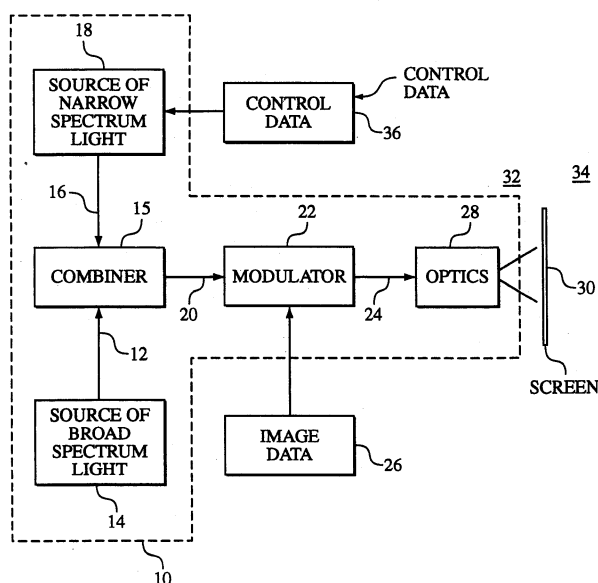 18
SOURCE OF
NARROW
SPECTRUM
LIGHT
CONTROL
DATA
36
CONTROL
DATA
16
15
COMBINER
20
22
MODULATOR
24
32
34
28
OPTICS
30
SCREEN
12
SOURCE OF
BROAD
SPECTRUM
LIGHT
14
IMAGE
DATA
26
10